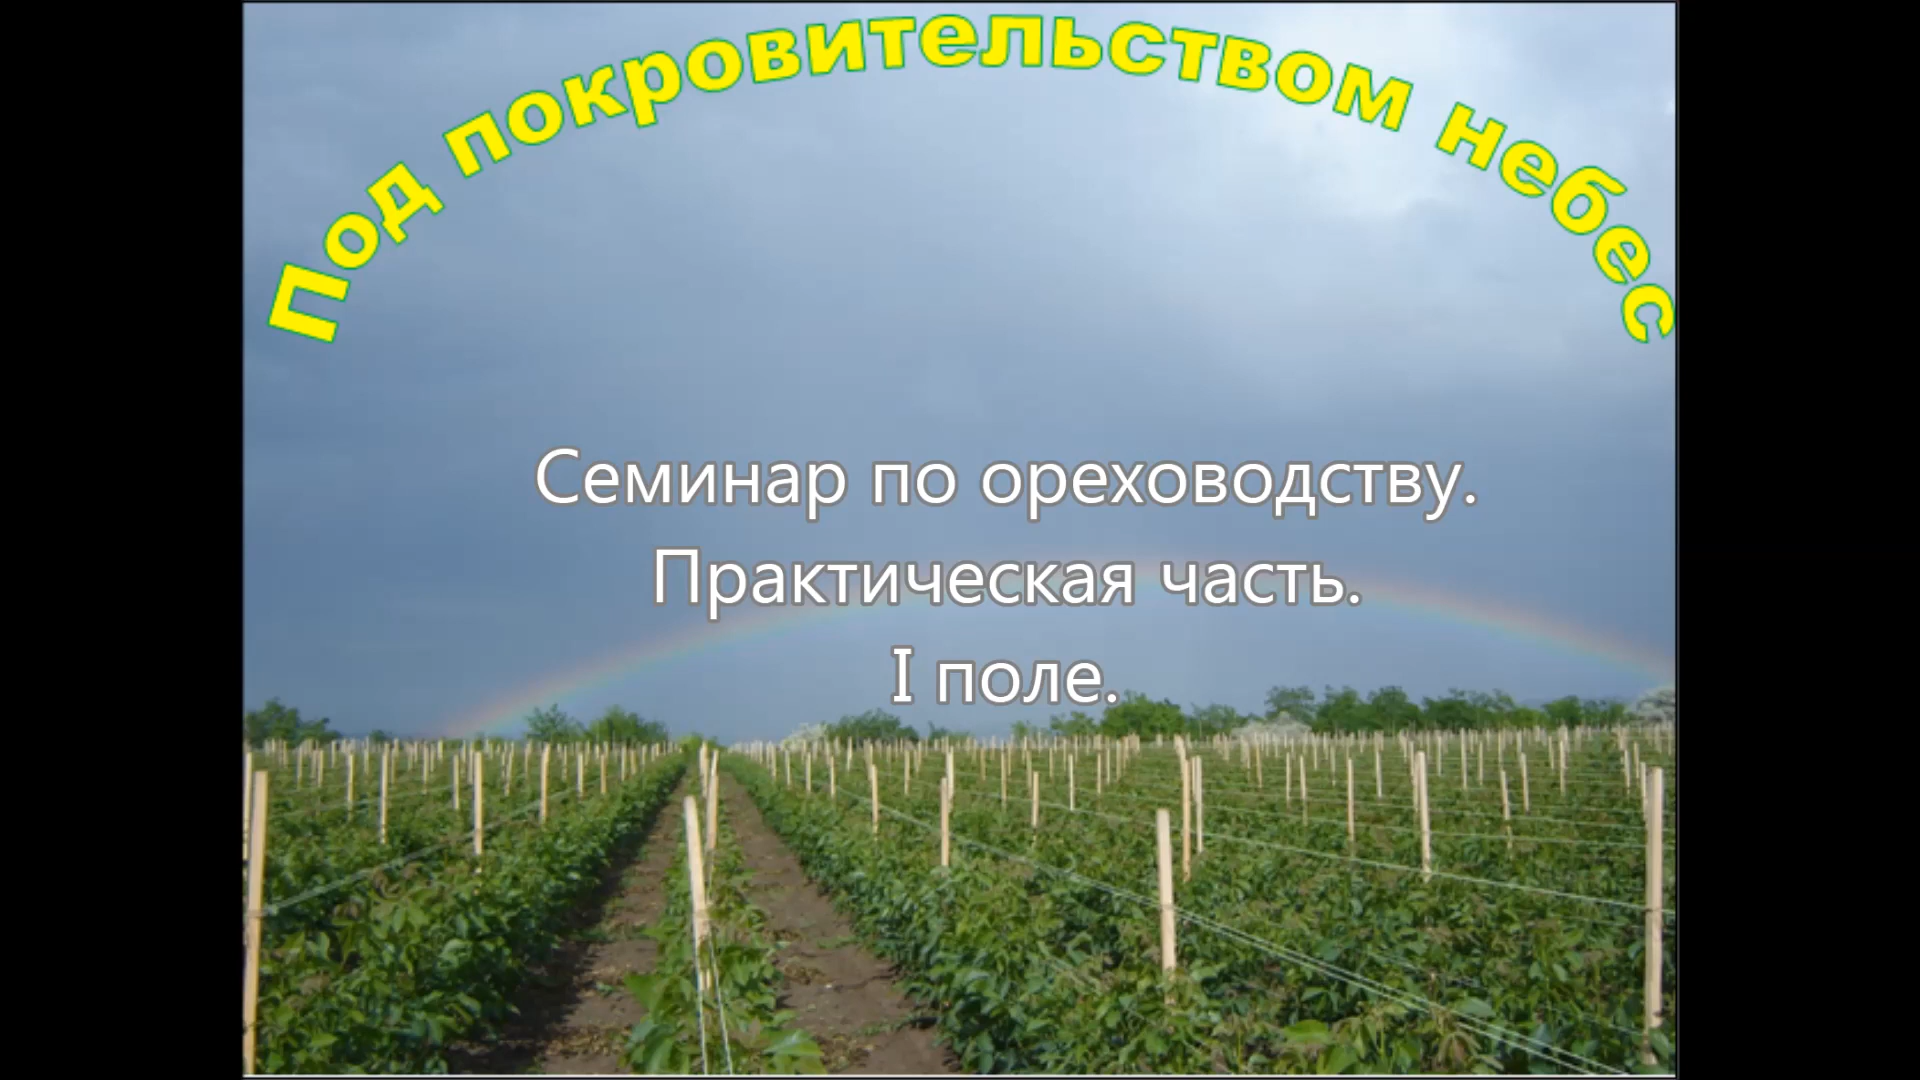 Под покровительством небес
Семинар по ореховодству.
Практическая часть.
I поле.